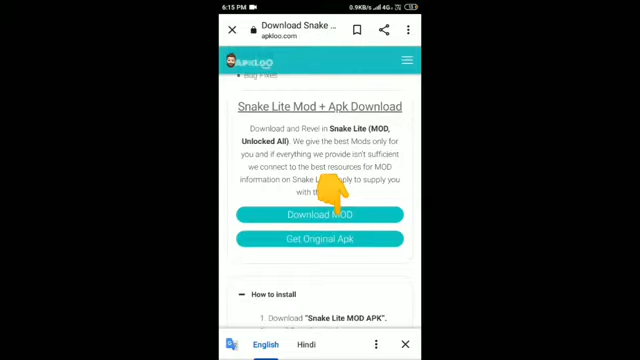 6:15 PM
0.9KB/s 4G
Download Snake ...
apkloo.com
APKLOO
Bug Fixes
Snake Lite Mod + Apk Download
Download and Revel in Snake Lite (MOD,
Unlocked All). We give the best Mods only for
you and if everything we provide isn't sufficient
we connect to the best resources for MOD
information on Snake L pply to supply you
with th
Download MOD
Get Original Apk
How to install
1. Download "Snake Lite MOD APK".
English
Hindi